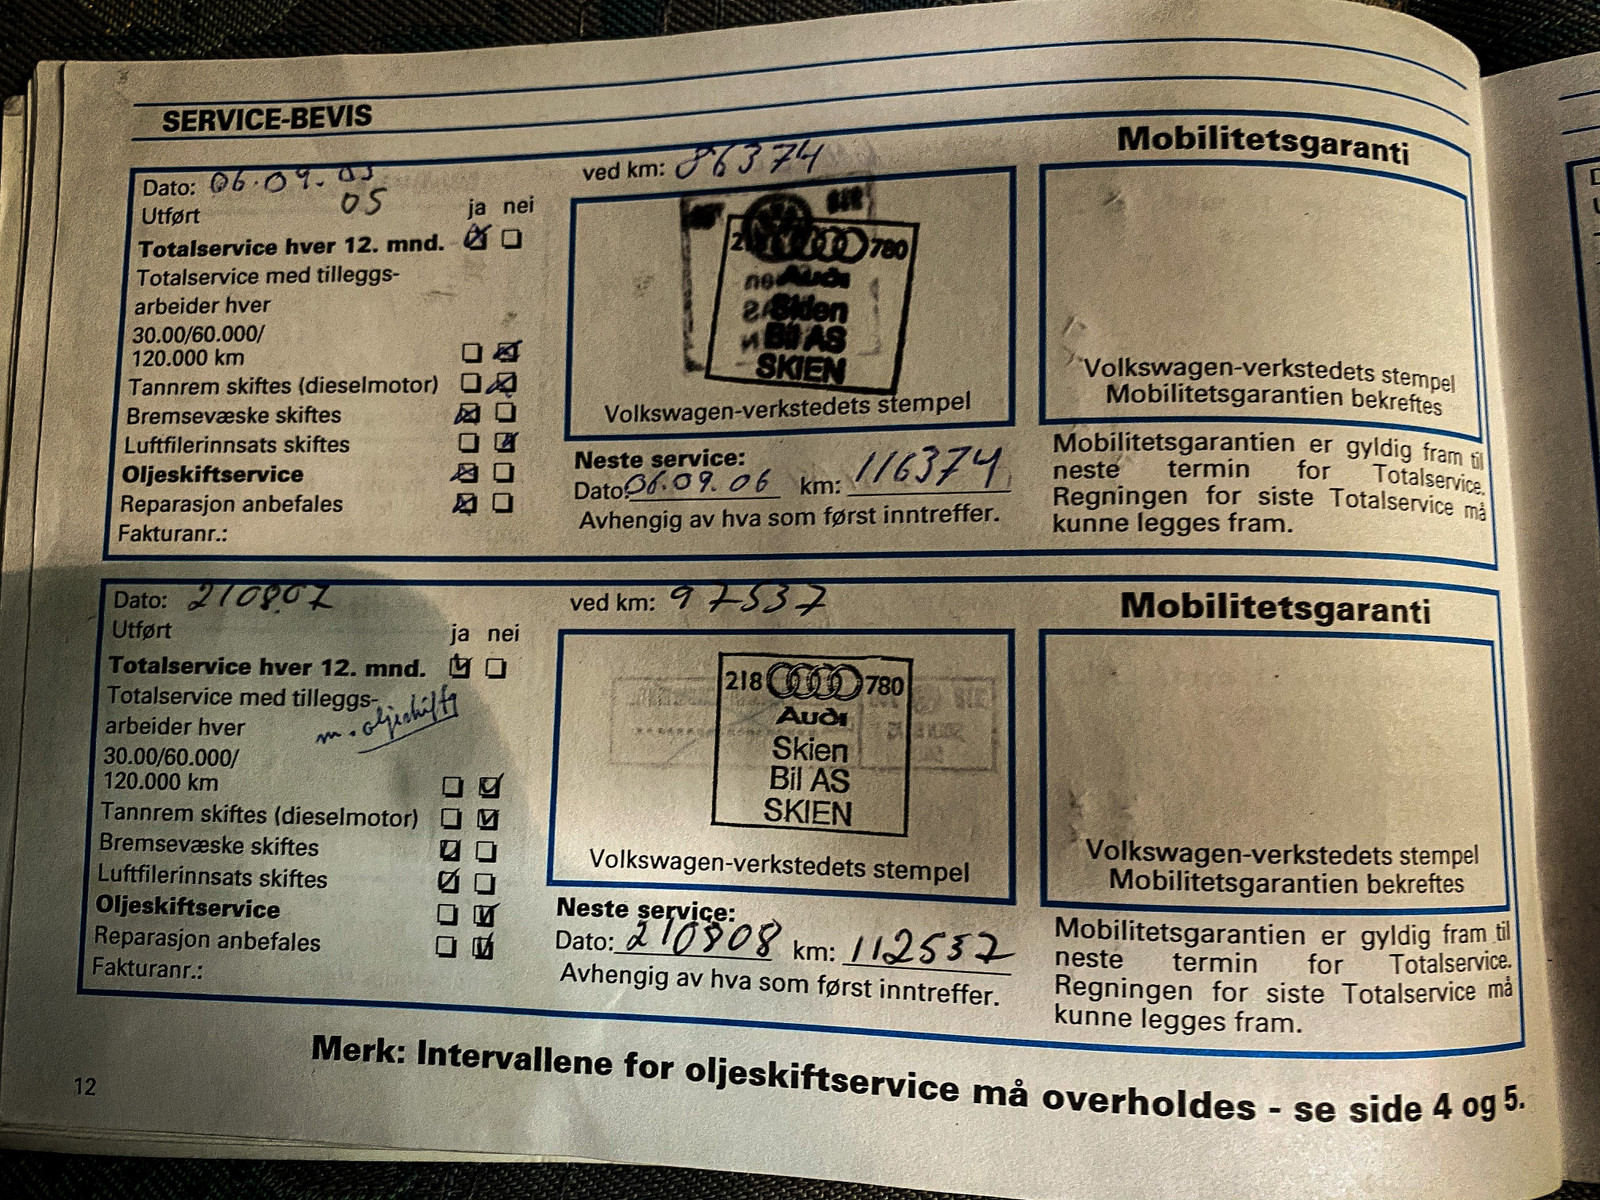 SERVICE-BEVIS
Dato: 06.09.05
05
ved km: 86374
Utført
ja nei
Totalservice hver 12. mnd.
Totalservice med tilleggs-
arbeider hver
30.00/60.000/
120.000 km
Tannrem skiftes (dieselmotor)
Bremsevæske skiftes
Luftfilerinnsats skiftes
Oljeskiftservice
Reparasjon anbefales
Fakturanr.:
218 780
Audi
Skien
Bil AS
SKIEN
Volkswagen-verkstedets stempel
Neste service:
Dato: 06.09.06 km: 116374
Avhengig av hva som først inntreffer.
Mobilitetsgaranti
Volkswagen-verkstedets stempel
Mobilitetsgarantien bekreftes
Mobilitetsgarantien er gyldig fram til
neste termin for Totalservice.
Regningen for siste Totalservice må
kunne legges fram.
Dato: 210807
ved km: 97537
Utført
ja nei
Totalservice hver 12. mnd.
Totalservice med tilleggs-
m. oljeskift
arbeider hver
30.00/60.000/
120.000 km
Tannrem skiftes (dieselmotor)
Bremsevæske skiftes
Luftfilerinnsats skiftes
Oljeskiftservice
Reparasjon anbefales
Fakturanr.:
218 780
Audi
Skien
Bil AS
SKIEN
Volkswagen-verkstedets stempel
Neste service:
Dato: 210808 km: 112537
Avhengig av hva som først inntreffer.
Mobilitetsgaranti
Volkswagen-verkstedets stempel
Mobilitetsgarantien bekreftes
Mobilitetsgarantien er gyldig fram til
neste termin for Totalservice.
Regningen for siste Totalservice må
kunne legges fram.
Merk: Intervallene for oljeskiftservice må overholdes - se side 4 og 5.
12